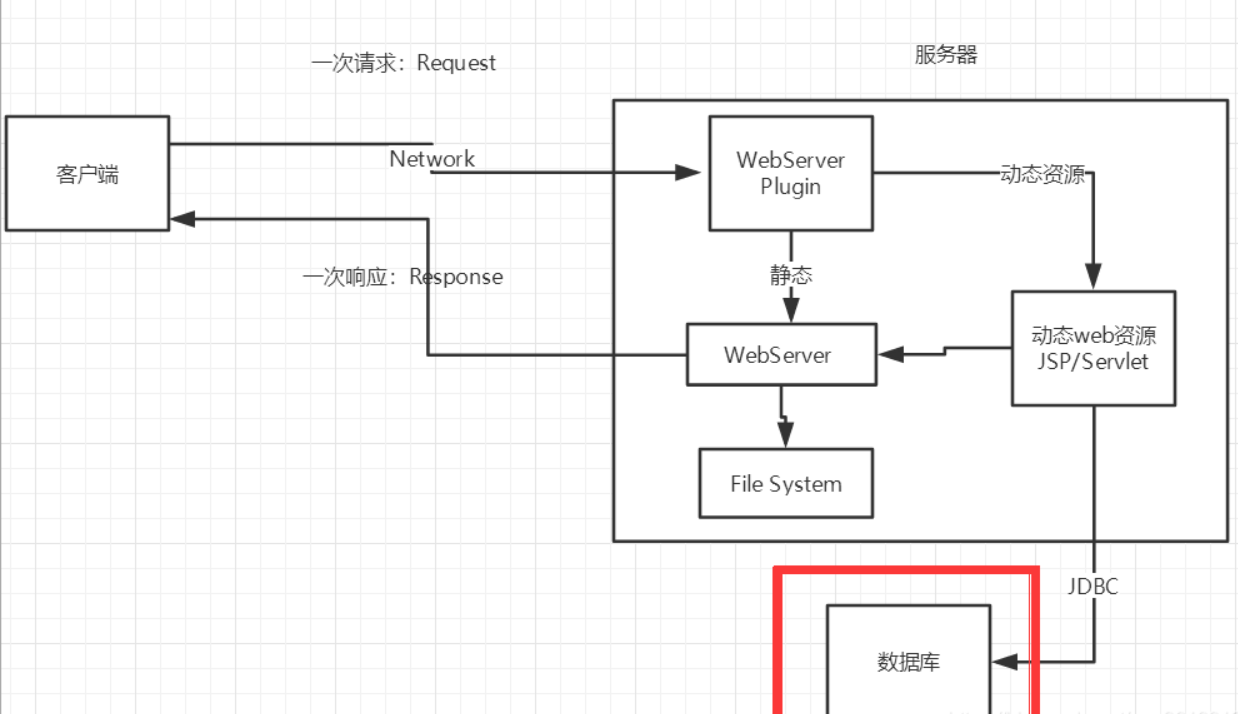 一次请求：Request
服务器
客户端
Network
WebServer
Plugin
动态资源
一次响应：Response
静态
动态web资源
JSP/Servlet
WebServer
File System
JDBC
数据库